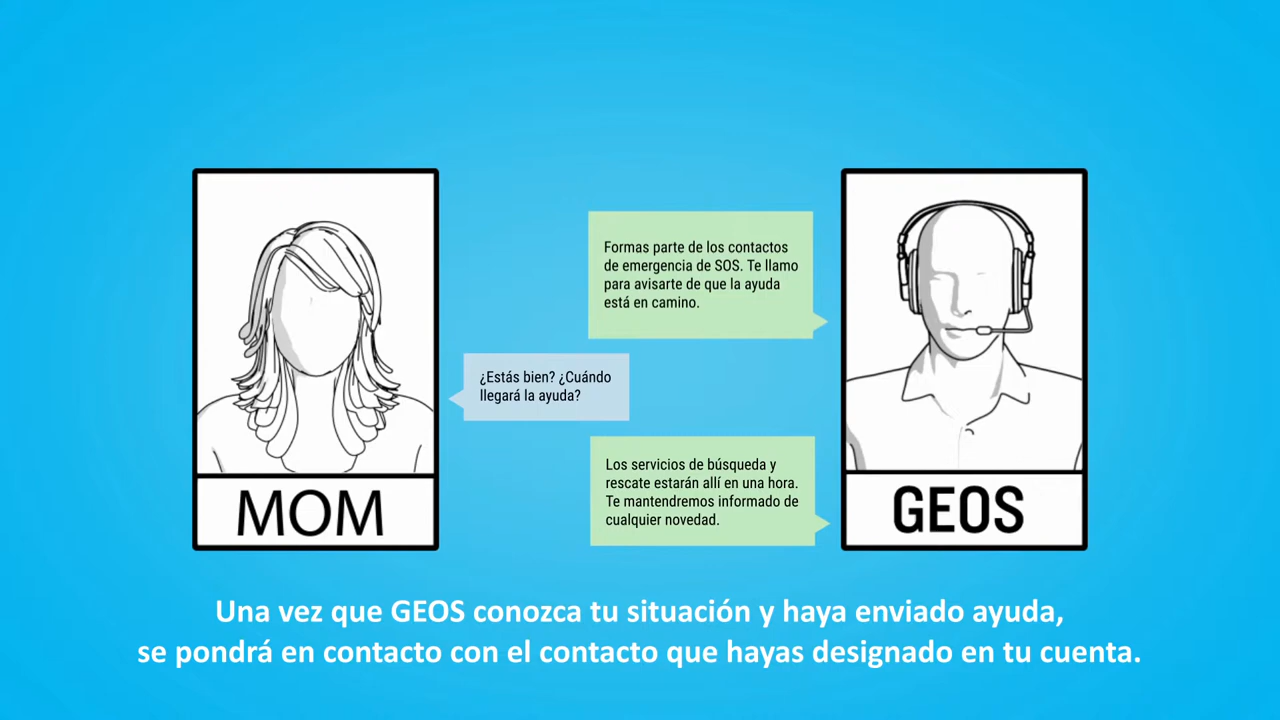 Formas parte de los contactos
de emergencia de SOS. Te llamo
para avisarte de que la ayuda
está en camino.
¿Estás bien? ¿Cuándo
llegará la ayuda?
Los servicios de búsqueda y
rescate estarán allí en una hora.
Te mantendremos informado de
cualquier novedad.
MOM
GEOS
Una vez que GEOS conozca tu situación y haya enviado ayuda,
se pondrá en contacto con el contacto que hayas designado en tu cuenta.